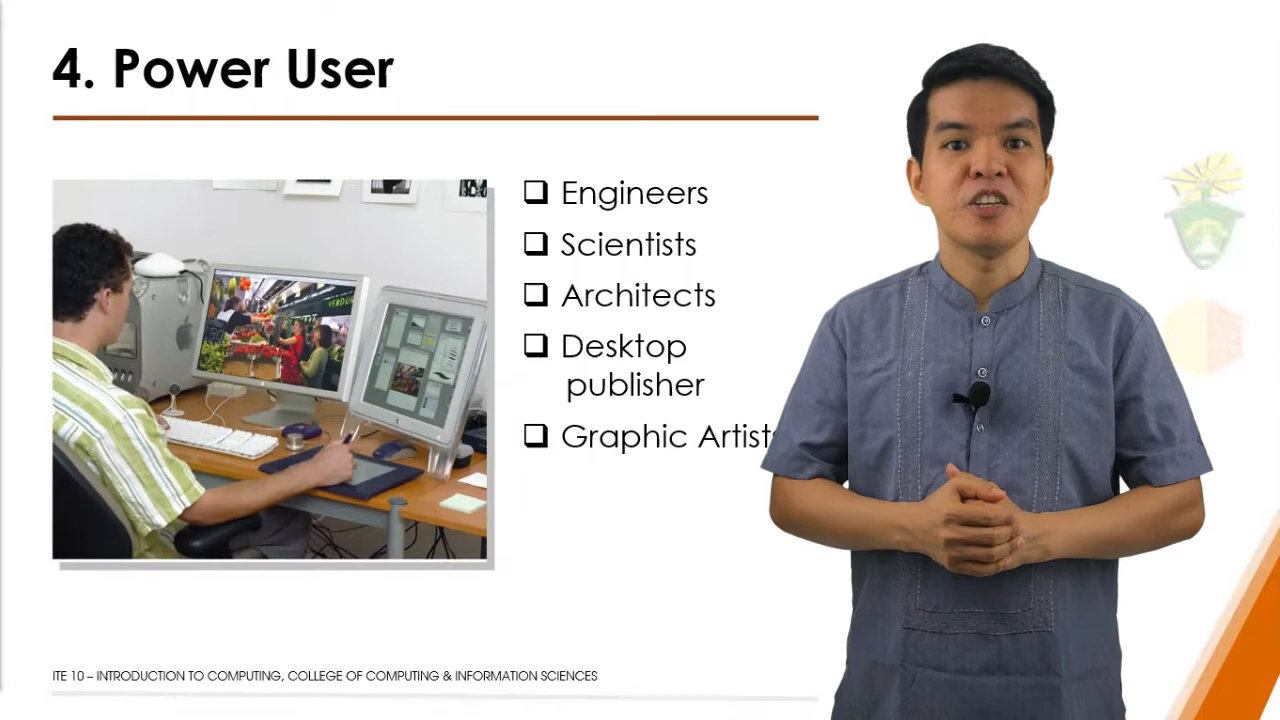 4. Power User
Engineers
Scientists
Architects
Desktop
publisher
Graphic Artists
ITE 10 – INTRODUCTION TO COMPUTING, COLLEGE OF COMPUTING & INFORMATION SCIENCES